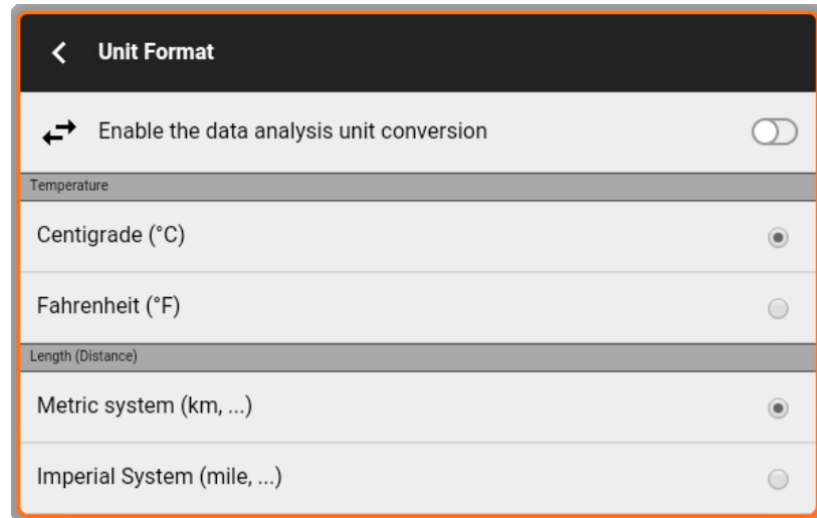 Unit Format
Enable the data analysis unit conversion
Temperature
Centigrade (°C)
Fahrenheit (°F)
Length (Distance)
Metric system (km, ...)
Imperial System (mile, ...)